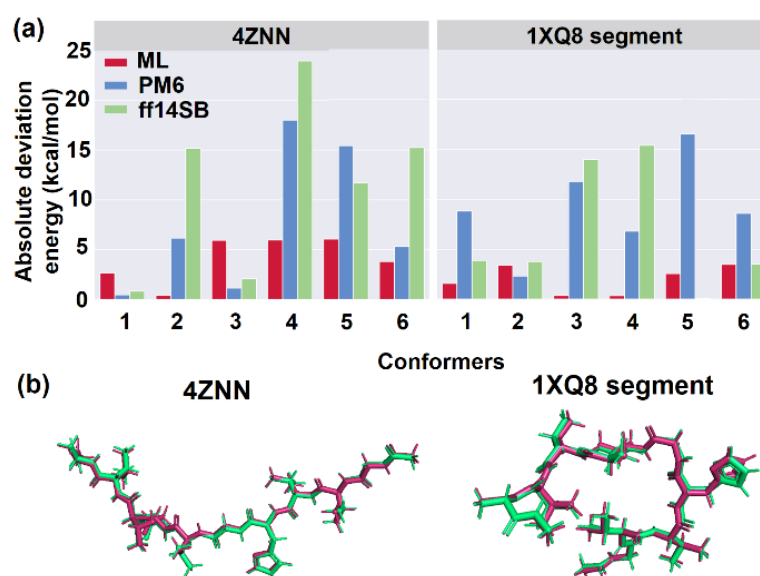 (a)
4ZNN
1XQ8 segment
ML
PM6
ff14SB
Absolute deviation
energy (kcal/mol)
25
20
15
10
5
0
1 2 3 4 5 6
1 2 3 4 5 6
Conformers
(b)
4ZNN
1XQ8 segment